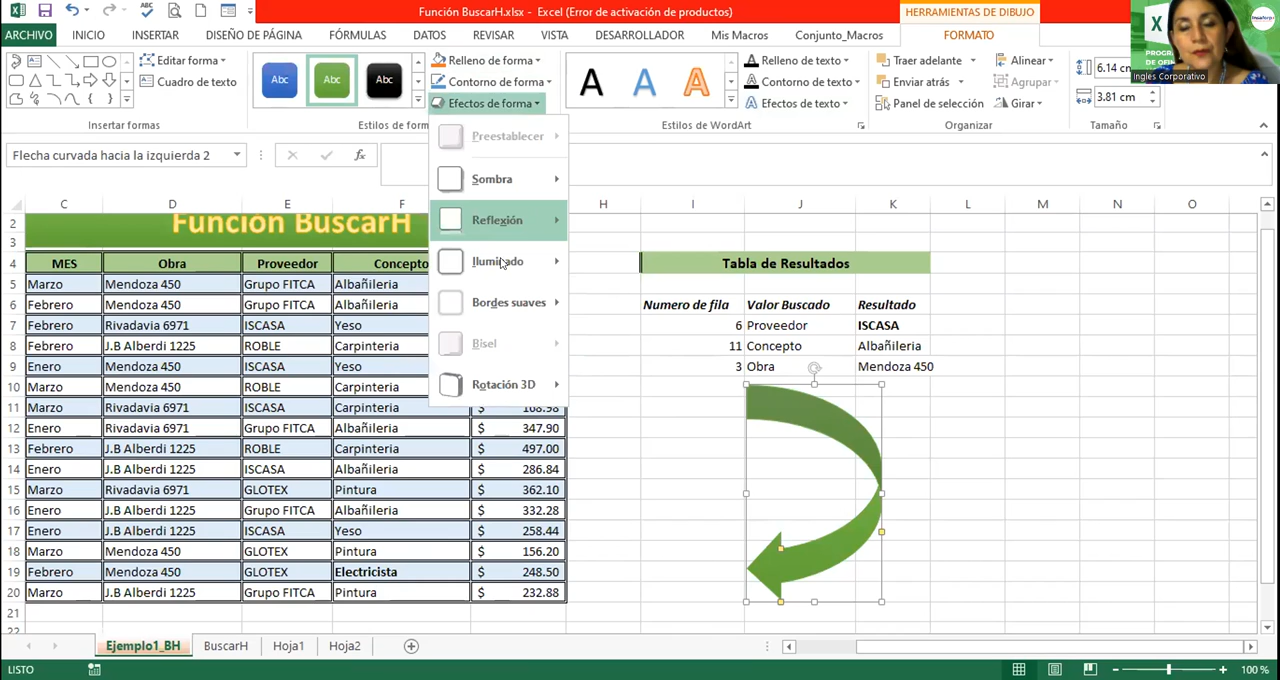 Función BuscarH.xlsx - Excel (Error de activación de productos)
HERRAMIENTAS DE DIBUJO
ARCHIVO INICIO INSERTAR DISEÑO DE PÁGINA FÓRMULAS DATOS REVISAR VISTA DESARROLLADOR Mis Macros Conjunto_Macros FORMATO
Ingles Corporativo
Editar forma
Cuadro de texto
Insertar formas
Abc Abc Abc
Relleno de forma
Contorno de forma
Efectos de forma
Estilos de form
A A A
Relleno de texto
Contorno de texto
Efectos de texto
Estilos de WordArt
Traer adelante
Enviar atrás
Panel de selección
Alinear
Agrupar
Girar
Organizar
6.14 cm
3.81 cm
Tamaño
Flecha curvada hacia la izquierda 2
fx
Preestablecer
Sombra
Reflexión
Iluminado
Bordes suaves
Bisel
Rotación 3D
C D E F H I J K L M N O
2 Función BuscarH
3
4 MES Obra Proveedor Concepto Tabla de Resultados
5 Marzo Mendoza 450 Grupo FITCA Albañileria
6 Febrero Mendoza 450 Grupo FITCA Albañileria Numero de fila Valor Buscado Resultado
7 Febrero Rivadavia 6971 ISCASA Yeso 6 Proveedor ISCASA
8 Febrero J.B Alberdi 1225 ROBLE Carpinteria 11 Concepto Albañileria
9 Enero Mendoza 450 ISCASA Yeso 3 Obra Mendoza 450
10 Marzo Mendoza 450 ROBLE Carpinteria
11 Marzo Rivadavia 6971 ISCASA Carpinteria $ 168.98
12 Enero Rivadavia 6971 Grupo FITCA Carpinteria $ 347.90
13 Febrero J.B Alberdi 1225 ROBLE Carpinteria $ 497.00
14 Enero J.B Alberdi 1225 ISCASA Albañileria $ 286.84
15 Marzo Rivadavia 6971 GLOTEX Pintura $ 362.10
16 Enero Mendoza 450 Grupo FITCA Albañileria $ 332.28
17 Enero J.B Alberdi 1225 ISCASA Yeso $ 258.44
18 Marzo Mendoza 450 GLOTEX Pintura $ 156.20
19 Febrero Mendoza 450 GLOTEX Electricista $ 248.50
20 Marzo J.B Alberdi 1225 Grupo FITCA Pintura $ 232.88
21
22
Ejemplo1_BH BuscarH Hoja1 Hoja2
LISTO
100 %